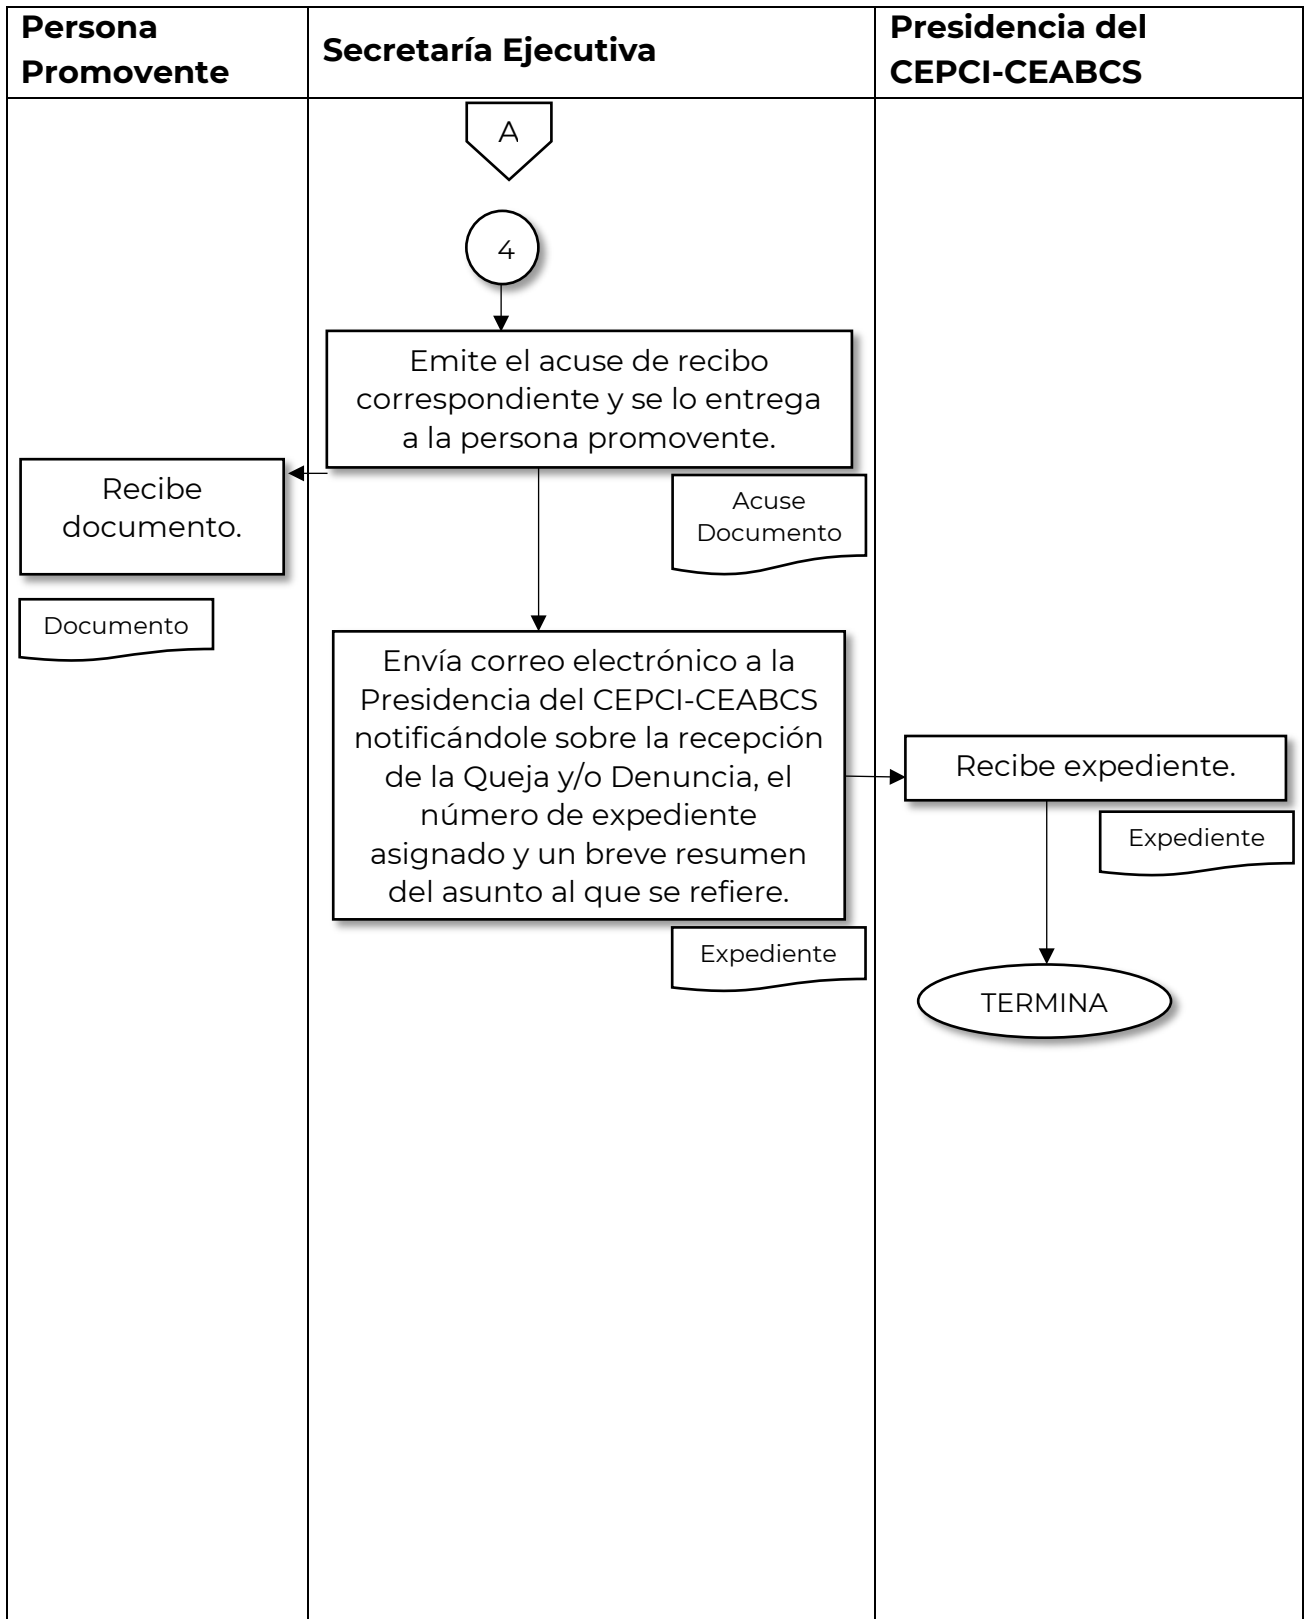 Persona
Promovente
Secretaría Ejecutiva
Presidencia del
CEPCI-CEABCS
A
4
Emite el acuse de recibo
correspondiente y se lo entrega
a la persona promovente.
Recibe
documento.
Acuse
Documento
Documento
Envía correo electrónico a la
Presidencia del CEPCI-CEABCS
notificándole sobre la recepción
de la Queja y/o Denuncia, el
número de expediente
asignado y un breve resumen
del asunto al que se refiere.
Recibe expediente.
Expediente
Expediente
TERMINA